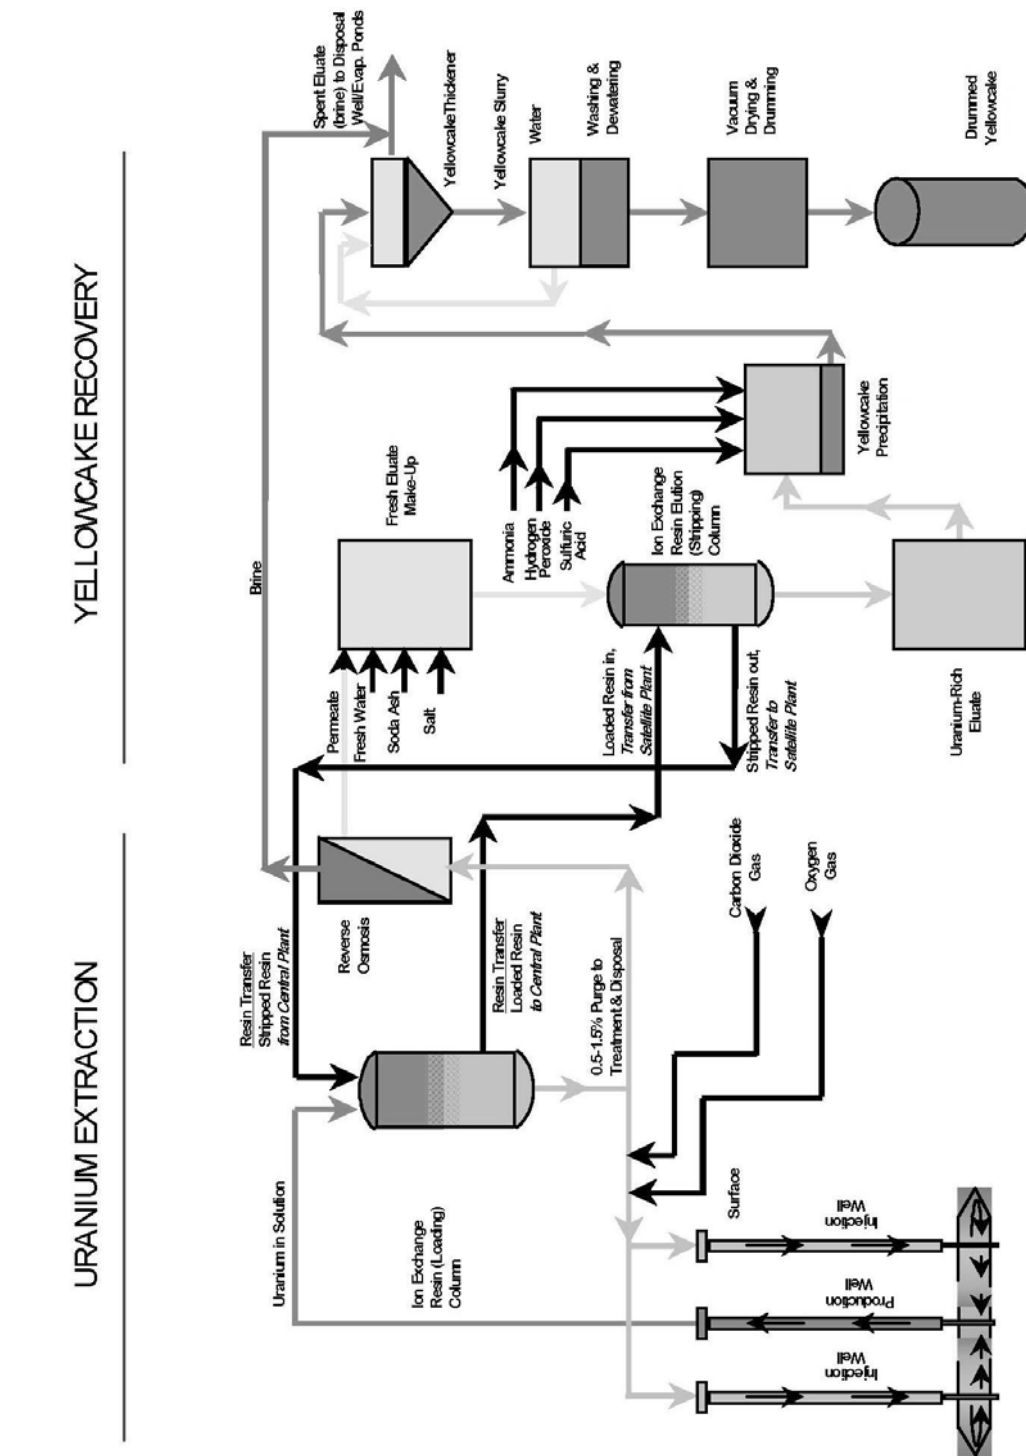 URANIUM EXTRACTION
YELLOWCAKE RECOVERY
Resin Transfer
Stripped Resin
from Central Plant
Uranium in Solution
Ion Exchange
Resin (Loading)
Column
Reverse
Osmosis
Resin Transfer
Loaded Resin
to Central Plant
0.5-1.5% Purge to
Treatment & Disposal
Carbon Dioxide
Gas
Oxygen
Gas
Surface
Injection
Well
Production
Well
Injection
Well
Brine
Permeate
Fresh Water
Soda Ash
Salt
Fresh Eluate
Make-Up
Ammonia
Hydrogen
Peroxide
Sulfuric
Acid
Ion Exchange
Resin Elution
(Stripping)
Column
Loaded Resin in,
Transfer from
Satellite Plant
Stripped Resin out,
Transfer to
Satellite Plant
Uranium-Rich
Eluate
Yellowcake
Precipitation
Spent Eluate
(brine) to Disposal
Well/Evap. Ponds
YellowcakeThickener
Yellowcake Slurry
Water
Washing &
Dewatering
Vacuum
Drying &
Drumming
Drummed
Yellowcake